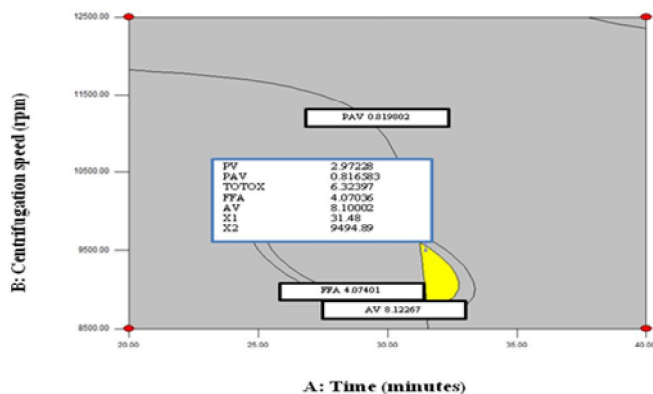 12500.00
11500.00
10500.00
9500.00
8500.00
B: Centrifugation speed (rpm)
PAV 0.819802
PV 2.97228
PAV 0.816583
TOTOX 6.32397
FFA 4.07036
AV 8.10002
X1 31.48
X2 9494.89
FFA 4.07401
AV 8.12267
20.00 25.00 30.00 35.00 40.00
A: Time (minutes)